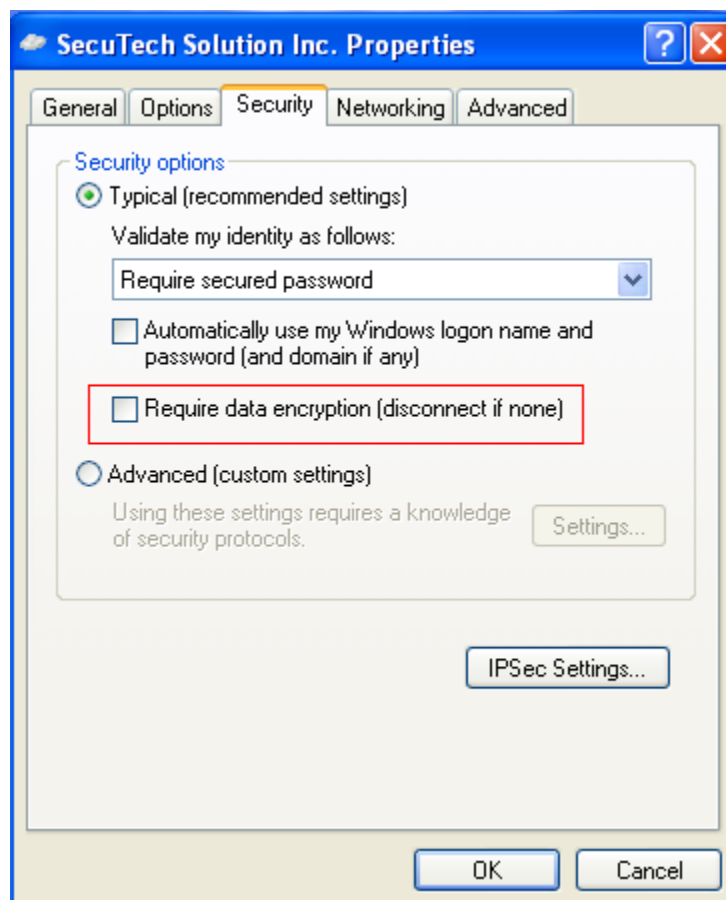 SecuTech Solution Inc. Properties
General Options Security Networking Advanced
Security options
Typical (recommended settings)
Validate my identity as follows:
Require secured password
Automatically use my Windows logon name and
password (and domain if any)
Require data encryption (disconnect if none)
Advanced (custom settings)
Using these settings requires a knowledge
of security protocols.
Settings...
IPSec Settings...
OK Cancel